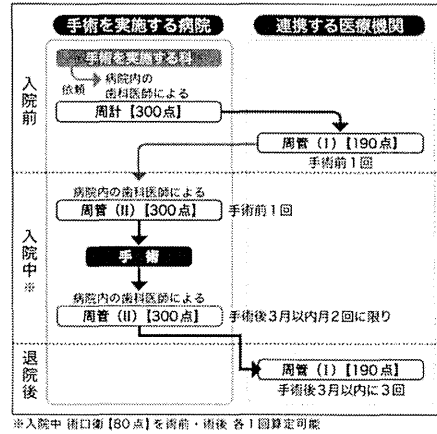 手術を実施する病院
連携する医療機関
入院前
手術を実施する科
依頼
病院内の
歯科医師による
周計【300点】
周管（I）【190点】
手術前1回
入院中※
病院内の歯科医師による
周管（II）【300点】
手術前1回
手 術
病院内の歯科医師による
周管（II）【300点】
手術後3月以内月2回に限り
退院後
周管（I）【190点】
手術後3月以内に3回
※入院中 術口衛【80点】を術前・術後 各1回算定可能